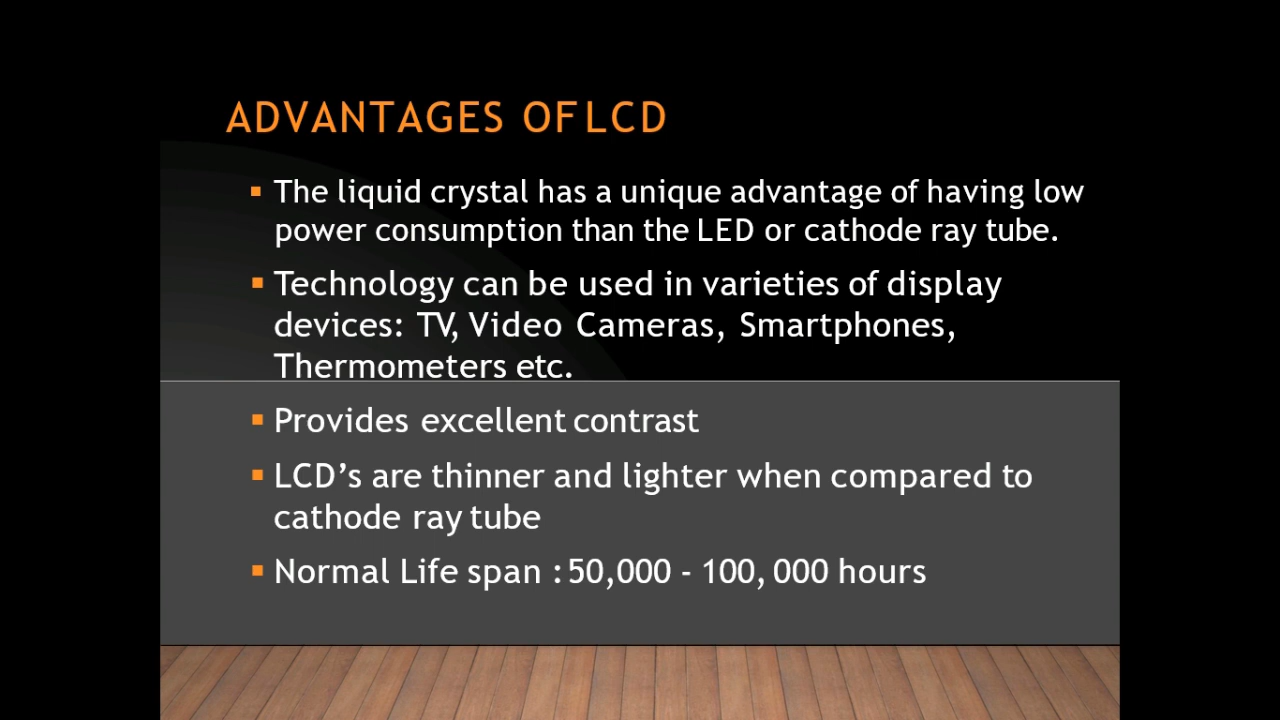 ADVANTAGES OF LCD
The liquid crystal has a unique advantage of having low
power consumption than the LED or cathode ray tube.
Technology can be used in varieties of display
devices: TV, Video Cameras, Smartphones,
Thermometers etc.
Provides excellent contrast
LCD’s are thinner and lighter when compared to
cathode ray tube
Normal Life span : 50,000 - 100, 000 hours